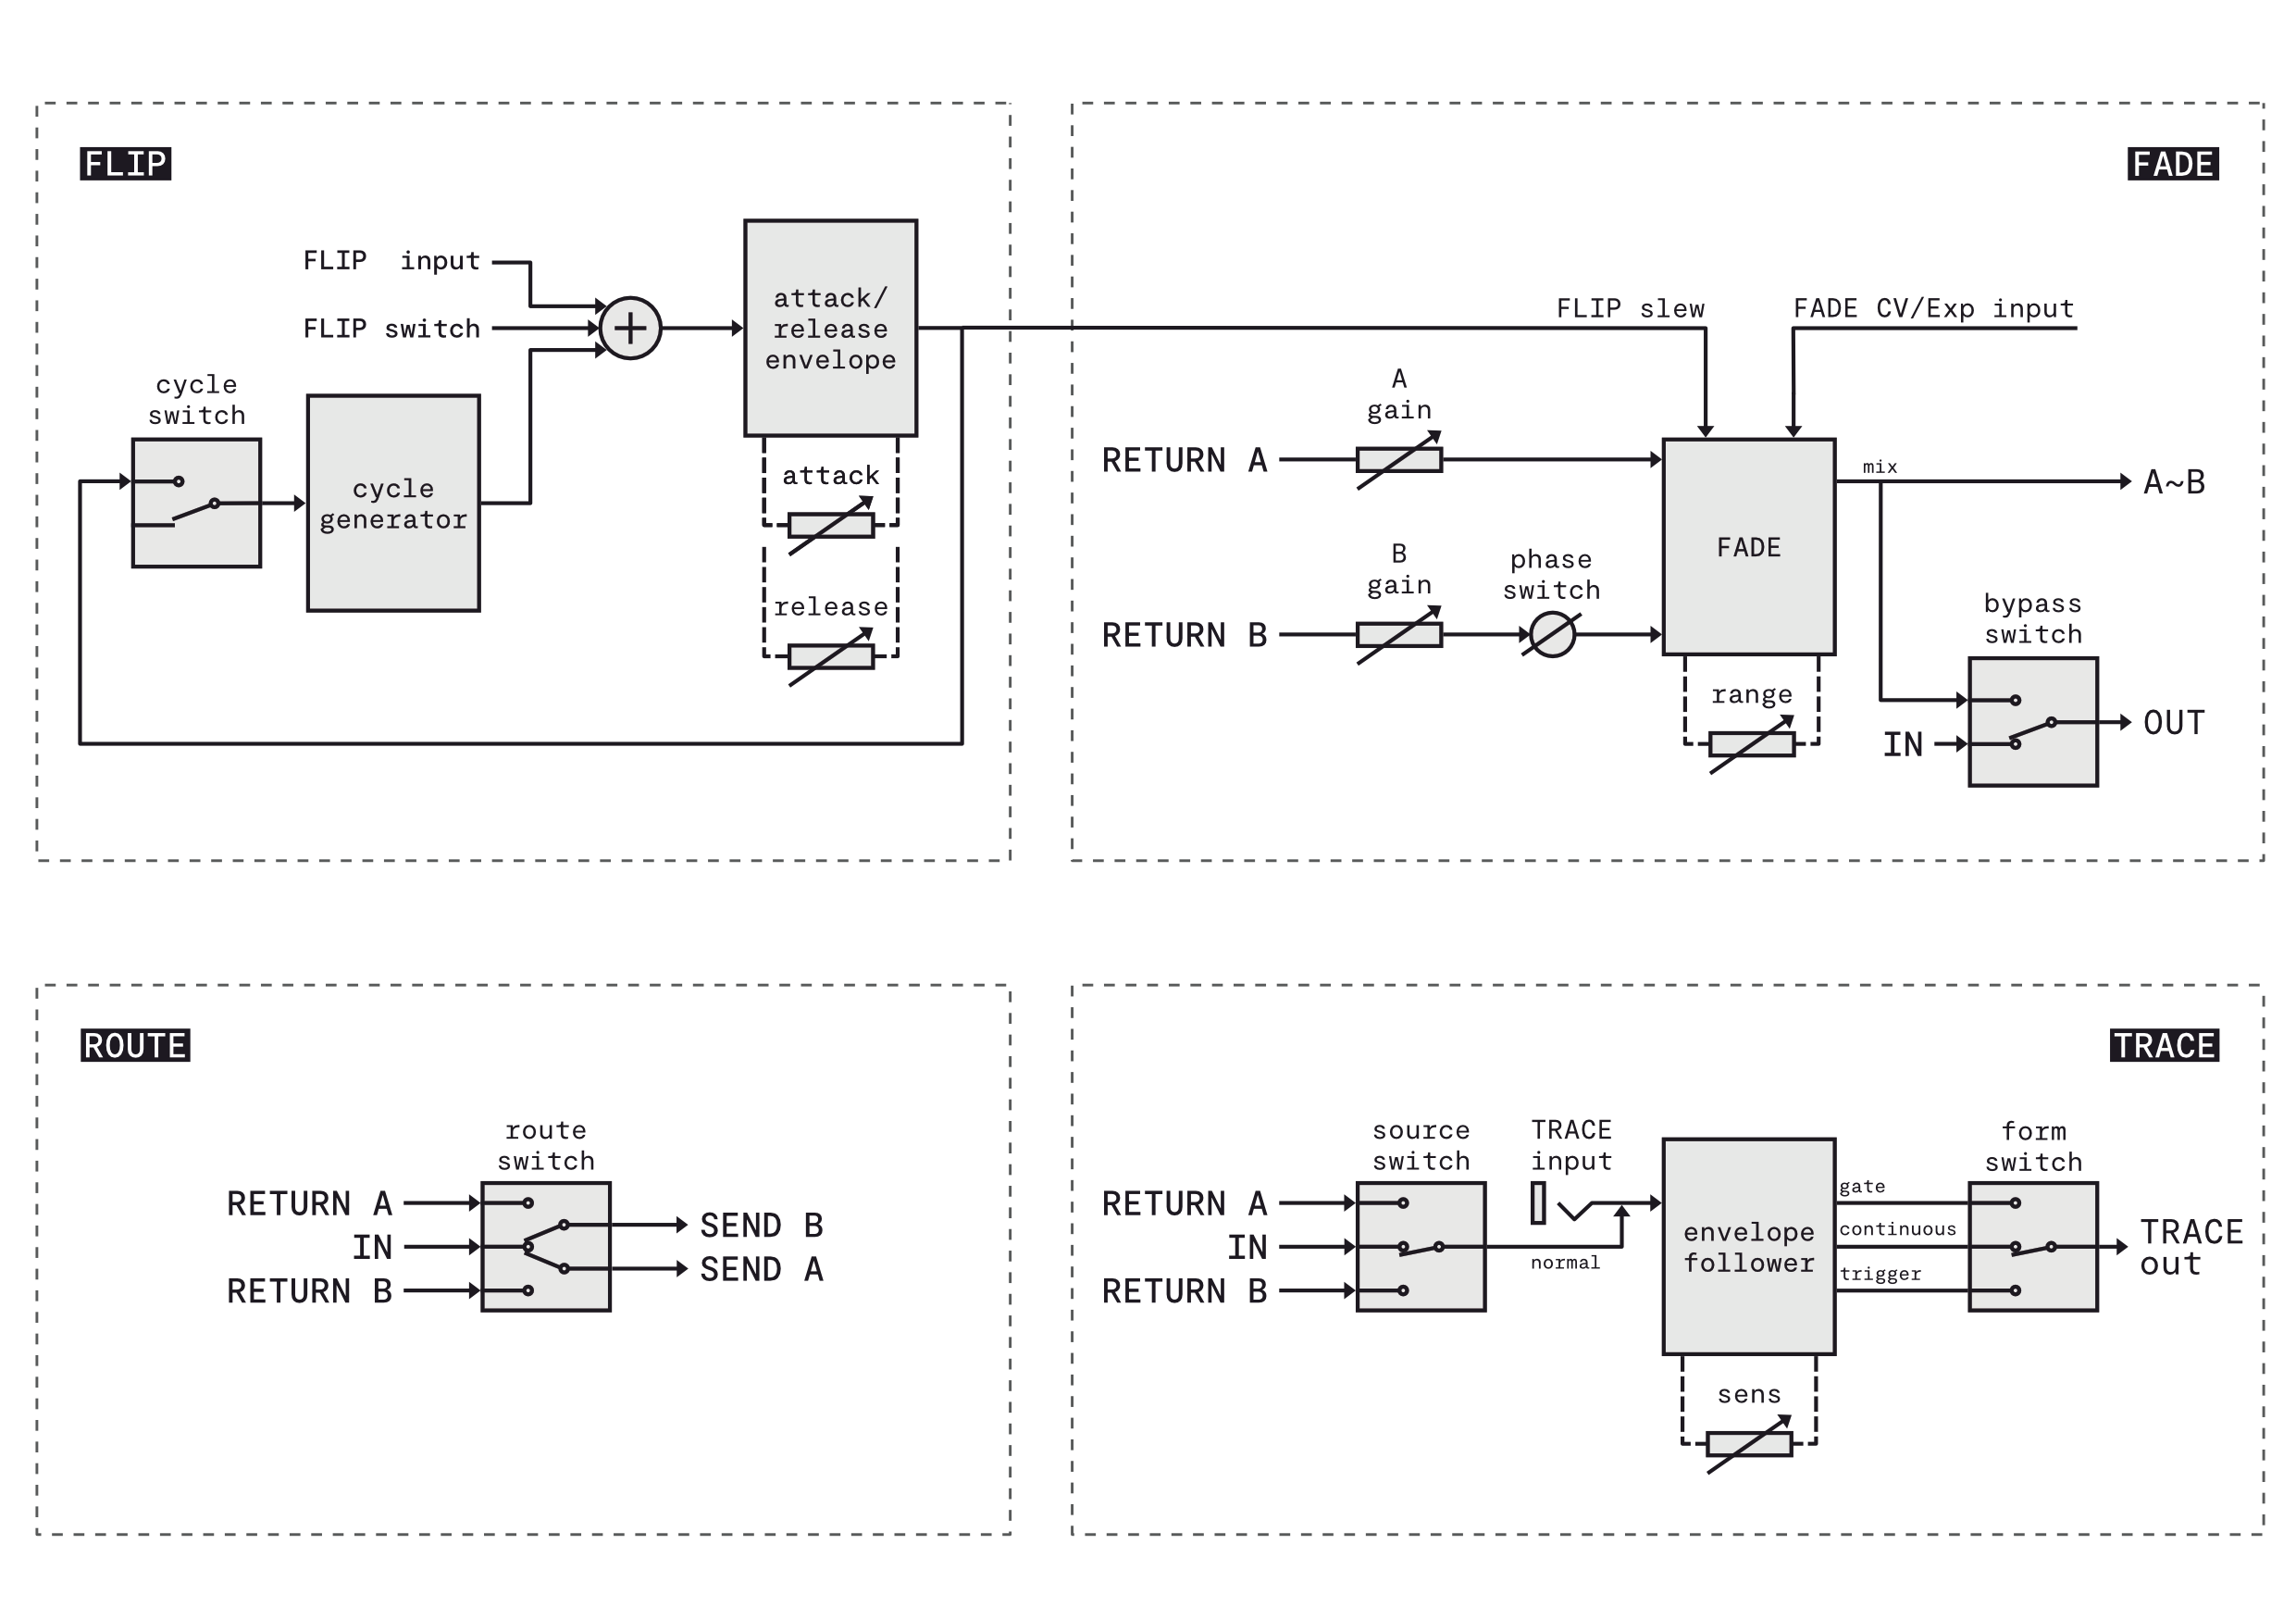 FLIP
FLIP input
FLIP switch
cycle
switch
cycle
generator
attack/
release
envelope
attack
release
FADE
FLIP slew
FADE CV/Exp input
A
gain
RETURN A
B
gain
phase
switch
RETURN B
FADE
range
mix
A~B
bypass
switch
IN
OUT
ROUTE
route
switch
RETURN A
IN
RETURN B
SEND B
SEND A
TRACE
source
switch
RETURN A
IN
RETURN B
TRACE
input
normal
envelope
follower
sens
gate
continuous
trigger
form
switch
TRACE
out